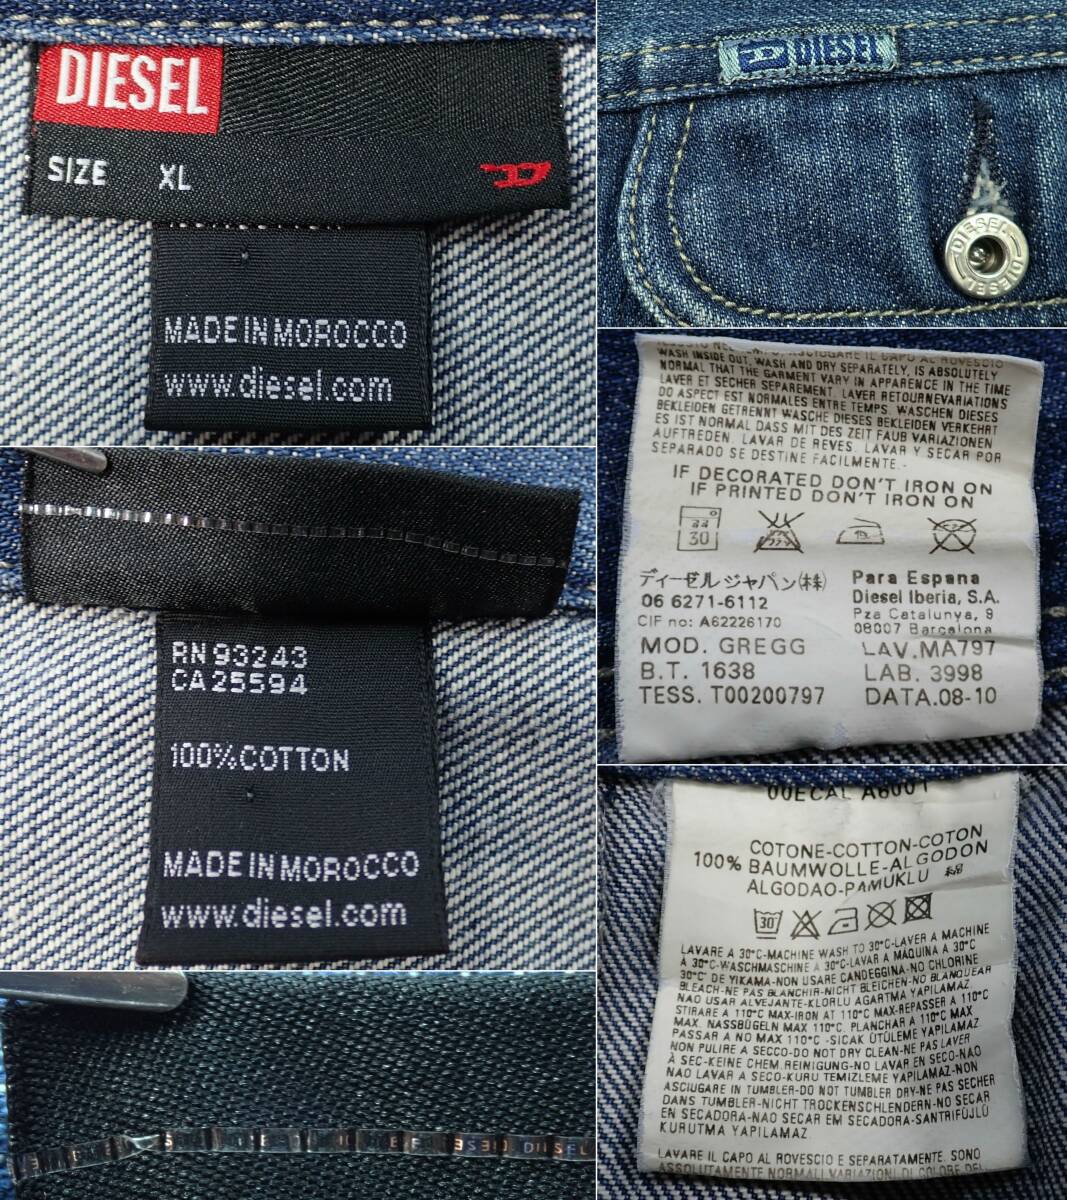 DIESEL
SIZE XL
MADE IN MOROCCO
www.diesel.com
DIESEL
DIESEL
DIESEL
WASH INSIDE OUT, WASH AND DRY SEPARATELY, IS ABSOLUTELY
NORMAL THAT THE GARMENT VARY IN APPARENCE IN THE TIME
LAVER ET SECHER SEPAREMENT. LAVER RETOURNEVARIATIONS
DO ASPECT EST NORMALES ENTRE TEMPS. WASCHEN DIESES
BEKLEIDEN GETRENNT WASCHE DIESES BEKLEIDEN VERKEHRT
ES IST NORMAL DASS MIT DES ZEIT FAUB VARIAZIONEN
AUFTREDEN. LAVAR DE REVES. LAVAR Y SECAR POR
SEPARADO SE DESTINE FACILMENTE.-
IF DECORATED DON'T IRON ON
IF PRINTED DON'T IRON ON
30
ディーゼルジャパン(株)
06 6271-6112
CIF no: A62226170
MOD. GREGG
B.T. 1638
TESS. T00200797
Para Espana
Diesel Iberia, S.A.
Pza Catalunya, 9
08007 Barcelona
LAV.MA797
LAB. 3998
DATA.08-10
RN 93243
CA 25594
100% COTTON
MADE IN MOROCCO
www.diesel.com
COTONE-COTTON-COTON
100% BAUMWOLLE-ALGODON
ALGODAO-PAMUKLU 綿
30
LAVARE A 30°C-MACHINE WASH TO 30°C-LAVER A MACHINE
A 30°C-WASCHMASCHINE A 30°C-LAVAR A MAQUINA A 30°C
30°C' DE YIKAMA-NON USARE CANDEGGINA-NO CHLORINE
BLEACH-NE PAS BLANCHIR-NICHT BLEICHEN-NO BLANQUEAR
NAO USAR ALVEJANTE-KLORLU AGARTMA YAPILAMAZ
STIRARE A 110°C MAX-IRON AT 110°C MAX-REPASSER A 110°C
MAX. NASSBÜGELN MAX 110°C. PLANCHAR A 110°C MAX
PASSAR A NO MAX 110°C -SICAK ÜTÜLEME YAPILAMAZ
NON PULIRE A SECCO-DO NOT DRY CLEAN-NE PAS LAVER
À SEC-KEINE CHEM.REINIGUNG-NO LAVAR EN SECO-NAO
NAO LAVAR A SECO-KURU TEMIZLEME YAPILAMAZ-NON
ASCIUGARE IN TUMBLER-DO NOT TUMBLER DRY-NE PAS SECHER
DANS TUMBLER-NICHT TROCKENSCHLENDERN-NO SECAR
EN SECADORA-NAO SECAR EM SECADORA-SANTRIFÜJLÜ
KURUTMA YAPILAMAZ
LAVARE IL CAPO AL ROVESCIO E SEPARATAMENTE. SONO
ASSOLUTAMENTE NORMALI VARIAZIONI DI COLORE DEL
DIESEL